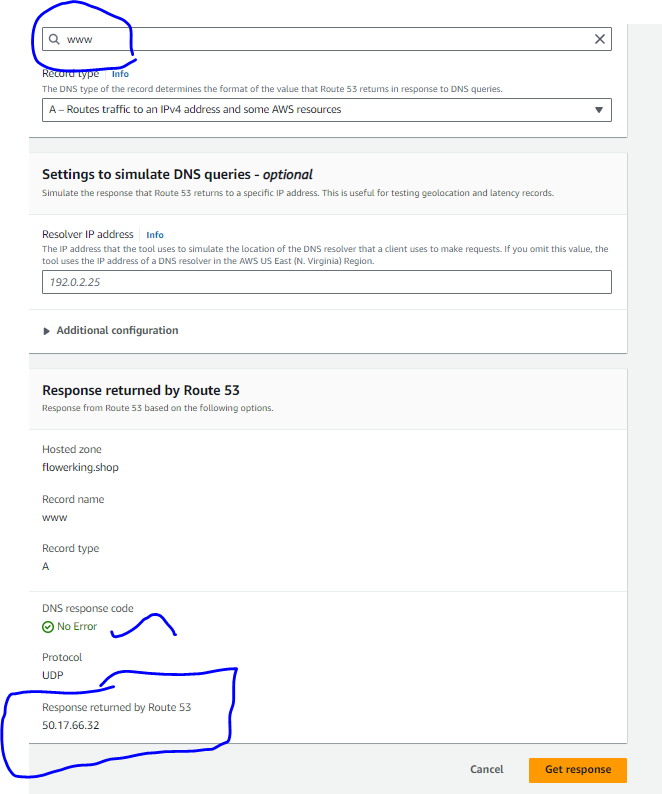 www
Record type Info
The DNS type of the record determines the format of the value that Route 53 returns in response to DNS queries.
A – Routes traffic to an IPv4 address and some AWS resources
Settings to simulate DNS queries - optional
Simulate the response that Route 53 returns to a specific IP address. This is useful for testing geolocation and latency records.
Resolver IP address Info
The IP address that the tool uses to simulate the location of the DNS resolver that a client uses to make requests. If you omit this value, the
tool uses the IP address of a DNS resolver in the AWS US East (N. Virginia) Region.
192.0.2.25
Additional configuration
Response returned by Route 53
Response from Route 53 based on the following options.
Hosted zone
flowerking.shop
Record name
www
Record type
A
DNS response code
No Error
Protocol
UDP
Response returned by Route 53
50.17.66.32
Cancel Get response